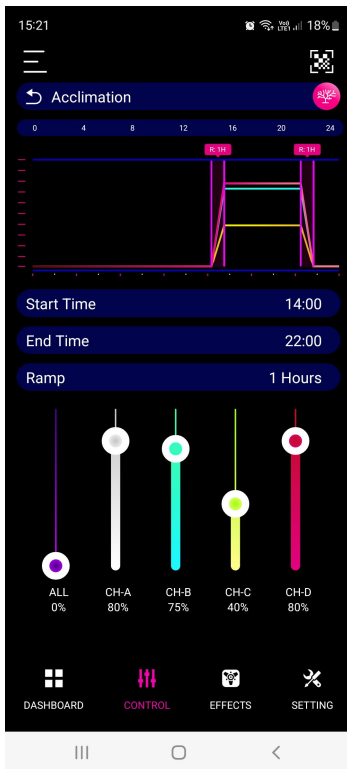 15:21 Vo) LTE1 18%
Acclimation
0 4 8 12 16 20 24
R: 1H R: 1H
Start Time 14:00
End Time 22:00
Ramp 1 Hours
ALL CH-A CH-B CH-C CH-D
0% 80% 75% 40% 80%
DASHBOARD CONTROL EFFECTS SETTING